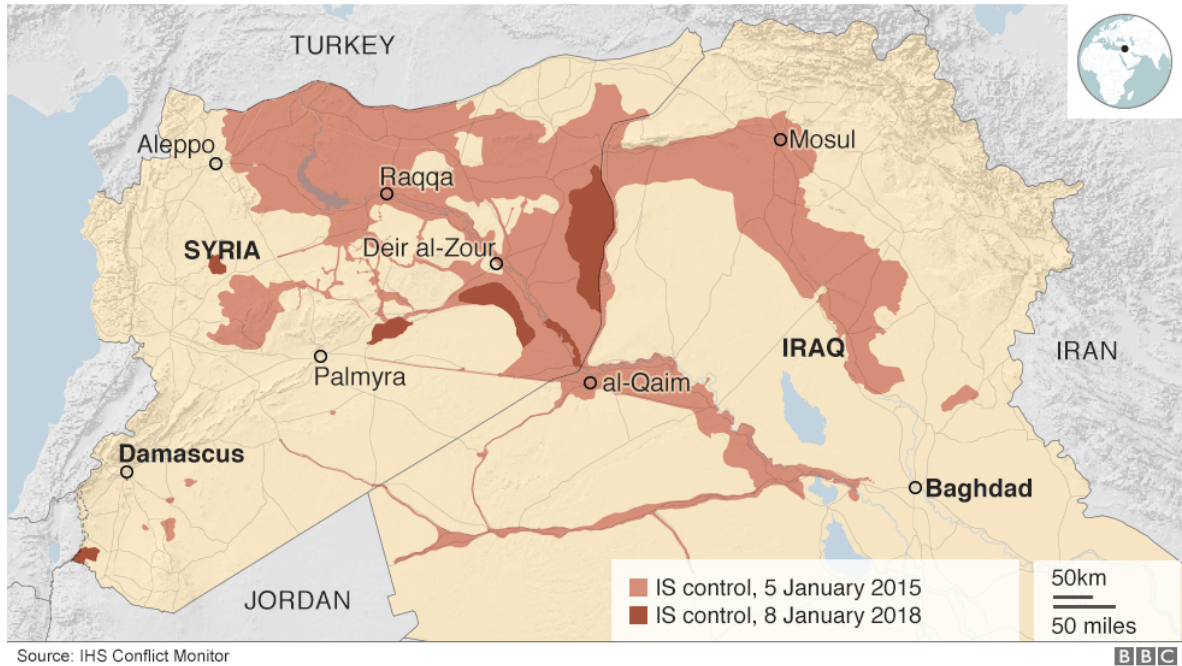 TURKEY
Aleppo
Mosul
Raqqa
SYRIA
Deir al-Zour
IRAQ
IRAN
Palmyra
al-Qaim
Damascus
Baghdad
JORDAN
IS control, 5 January 2015
IS control, 8 January 2018
50km
50 miles
Source: IHS Conflict Monitor
BBC